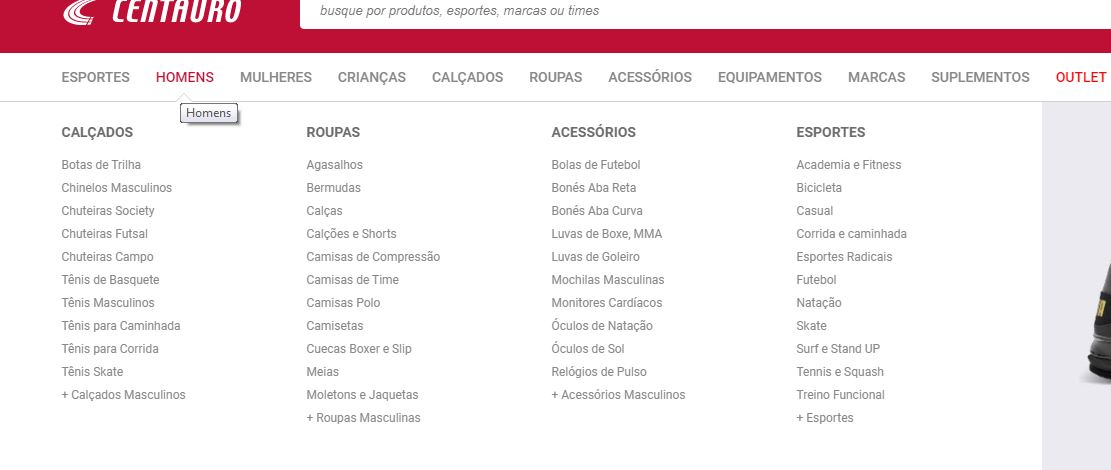 CENTAURO
busque por produtos, esportes, marcas ou times
ESPORTES HOMENS MULHERES CRIANÇAS CALÇADOS ROUPAS ACESSÓRIOS EQUIPAMENTOS MARCAS SUPLEMENTOS OUTLET
Homens
CALÇADOS
Botas de Trilha
Chinelos Masculinos
Chuteiras Society
Chuteiras Futsal
Chuteiras Campo
Tênis de Basquete
Tênis Masculinos
Tênis para Caminhada
Tênis para Corrida
Tênis Skate
+ Calçados Masculinos
ROUPAS
Agasalhos
Bermudas
Calças
Calções e Shorts
Camisas de Compressão
Camisas de Time
Camisas Polo
Camisetas
Cuecas Boxer e Slip
Meias
Moletons e Jaquetas
+ Roupas Masculinas
ACESSÓRIOS
Bolas de Futebol
Bonés Aba Reta
Bonés Aba Curva
Luvas de Boxe, MMA
Luvas de Goleiro
Mochilas Masculinas
Monitores Cardíacos
Óculos de Natação
Óculos de Sol
Relógios de Pulso
+ Acessórios Masculinos
ESPORTES
Academia e Fitness
Bicicleta
Casual
Corrida e caminhada
Esportes Radicais
Futebol
Natação
Skate
Surf e Stand UP
Tennis e Squash
Treino Funcional
+ Esportes